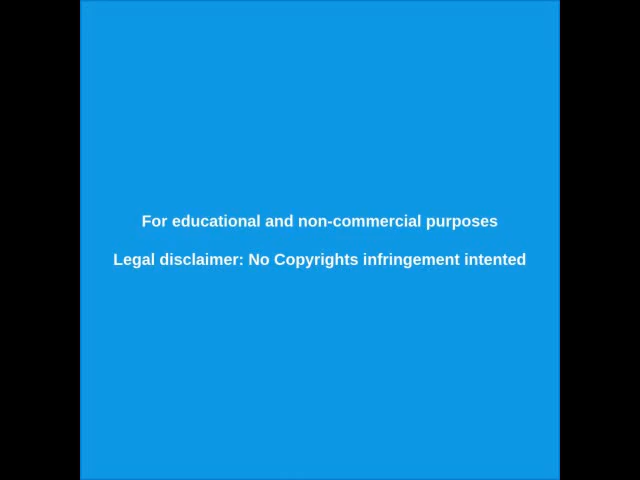 For educational and non-commercial purposes
Legal disclaimer: No Copyrights infringement intented